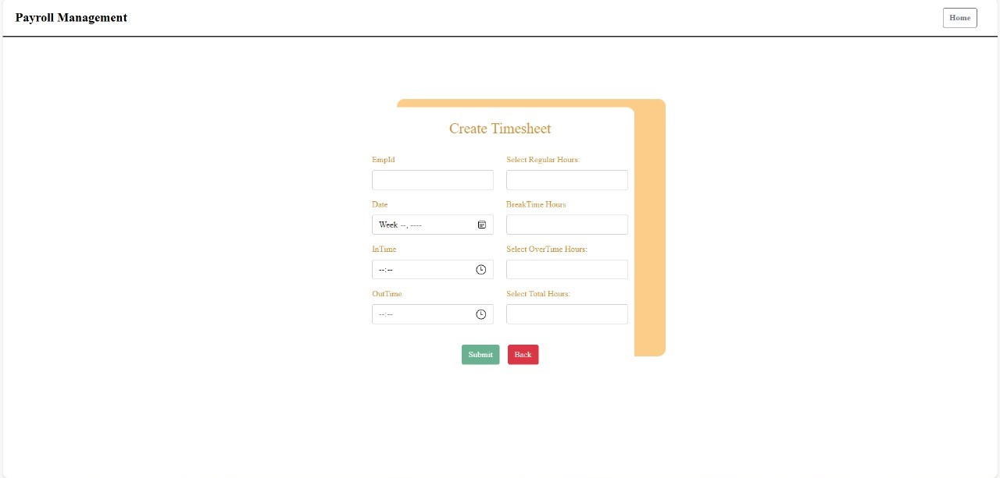 Payroll Management
Home
Create Timesheet
EmpId
Select Regular Hours:
Date
BreakTime Hours
Week --, ----
InTime
Select OverTime Hours:
--:--
OutTime
Select Total Hours:
--:--
Submit
Back